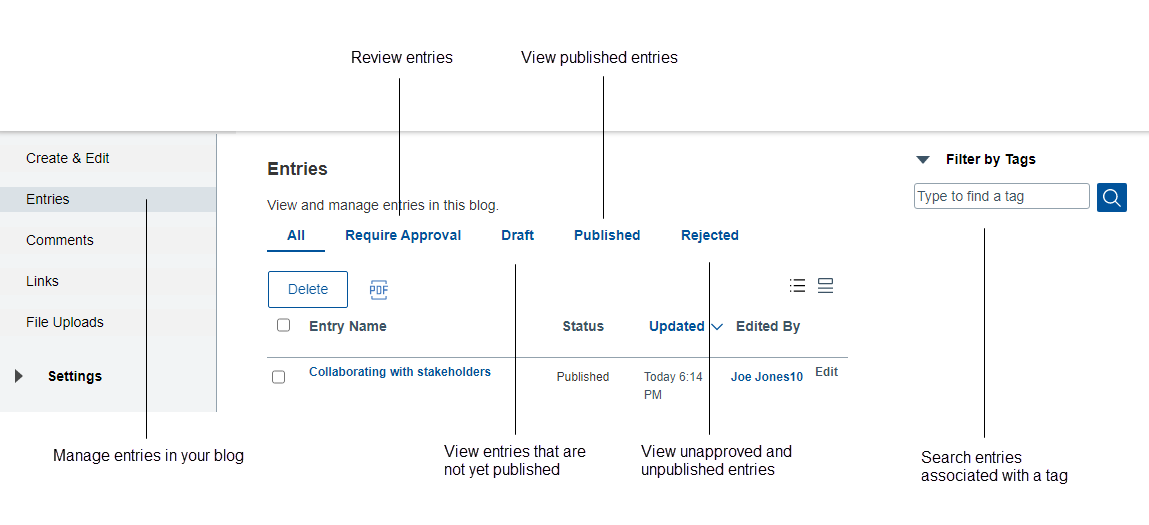 Review entries
View published entries
Create & Edit
Entries
Comments
Links
File Uploads
Settings
Entries
View and manage entries in this blog.
All
Require Approval
Draft
Published
Rejected
Delete
PDF
Entry Name
Status
Updated
Edited By
Collaborating with stakeholders
Published
Today 6:14
PM
Joe Jones10
Edit
Filter by Tags
Type to find a tag
Manage entries in your blog
View entries that are
not yet published
View unapproved and
unpublished entries
Search entries
associated with a tag